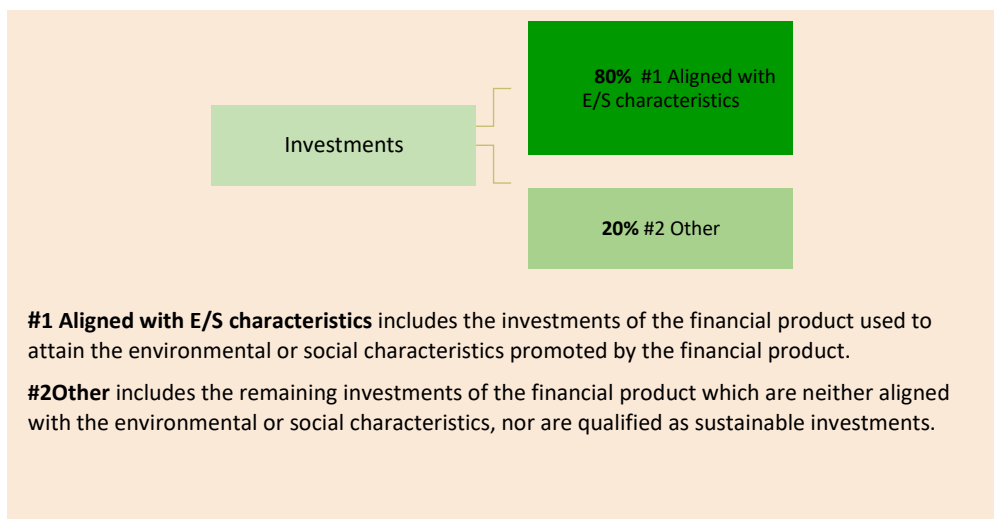 80% #1 Aligned with
E/S characteristics
Investments
20% #2 Other
#1 Aligned with E/S characteristics includes the investments of the financial product used to
attain the environmental or social characteristics promoted by the financial product.
#2Other includes the remaining investments of the financial product which are neither aligned
with the environmental or social characteristics, nor are qualified as sustainable investments.